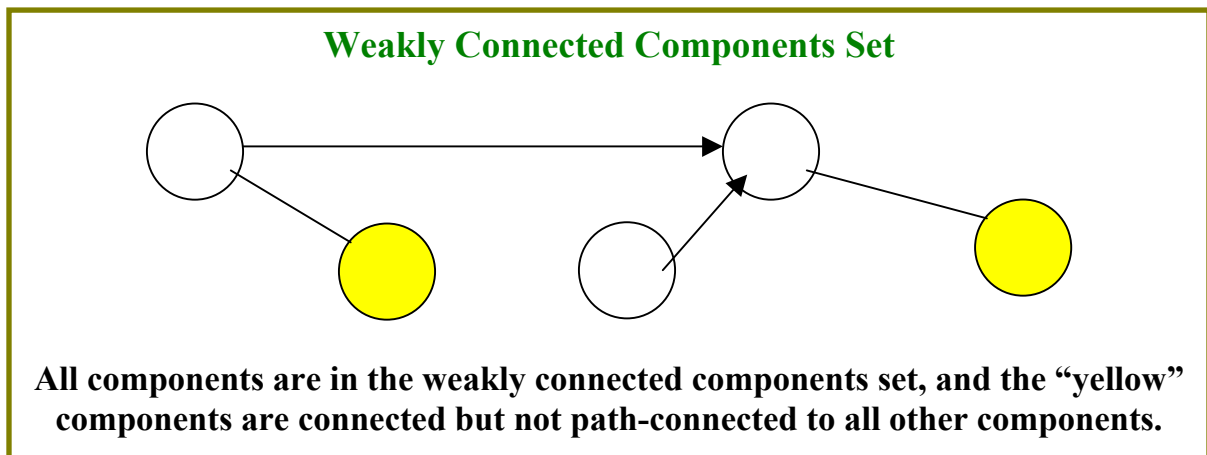 Weakly Connected Components Set
All components are in the weakly connected components set, and the “yellow”
components are connected but not path-connected to all other components.